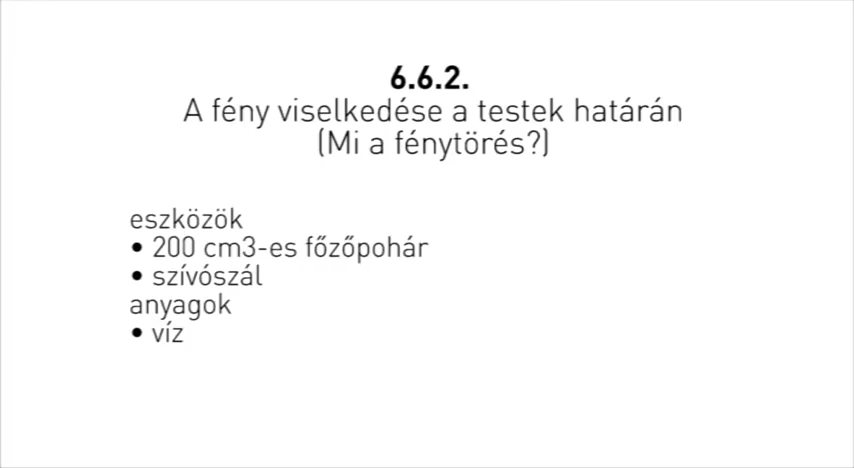 6.6.2.
A fény viselkedése a testek határán
(Mi a fénytörés?)
eszközök
• 200 cm3-es főzőpohár
• szívószál
anyagok
• víz